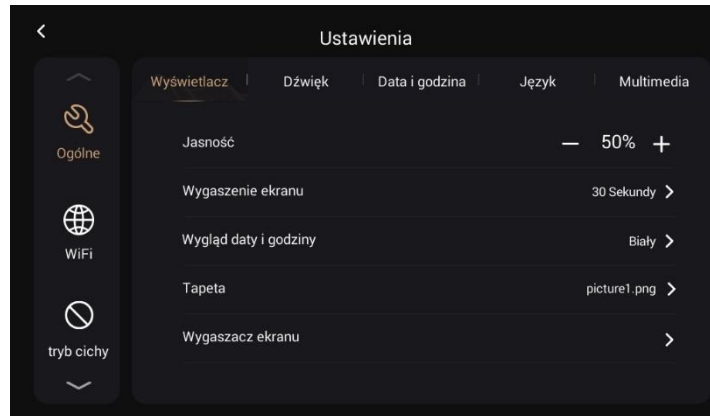 Ustawienia
Wyświetlacz
Dźwięk
Data i godzina
Język
Multimedia
Ogólne
WiFi
tryb cichy
Jasność
50%
Wygaszenie ekranu
30 Sekundy
Wygląd daty i godziny
Biały
Tapeta
picture1.png
Wygaszacz ekranu